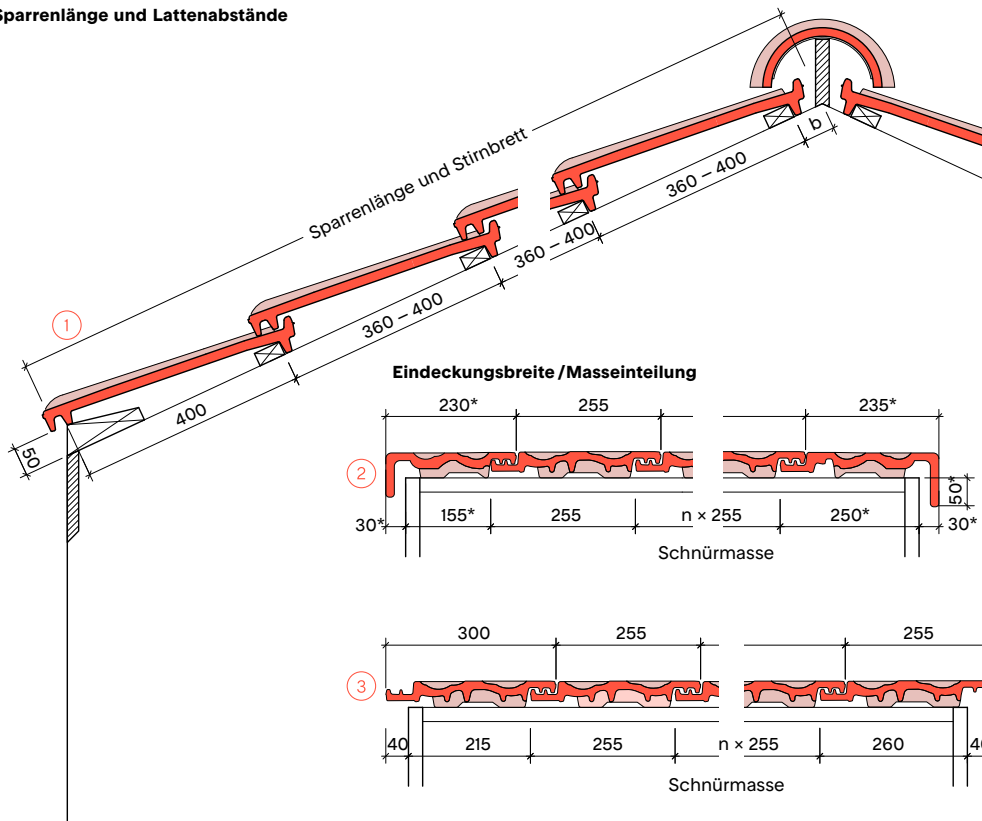 Sparrenlänge und Lattenabstände
Sparrenlänge und Stirnbrett
b
360 – 400
360 – 400
360 – 400
400
50
1
Eindeckungsbreite/Masseinteilung
230* 255 235*
2
50*
30* 155* 255 n × 255 250* 30*
Schnürmasse
300 255 255
3
40 215 255 n × 255 260
Schnürmasse